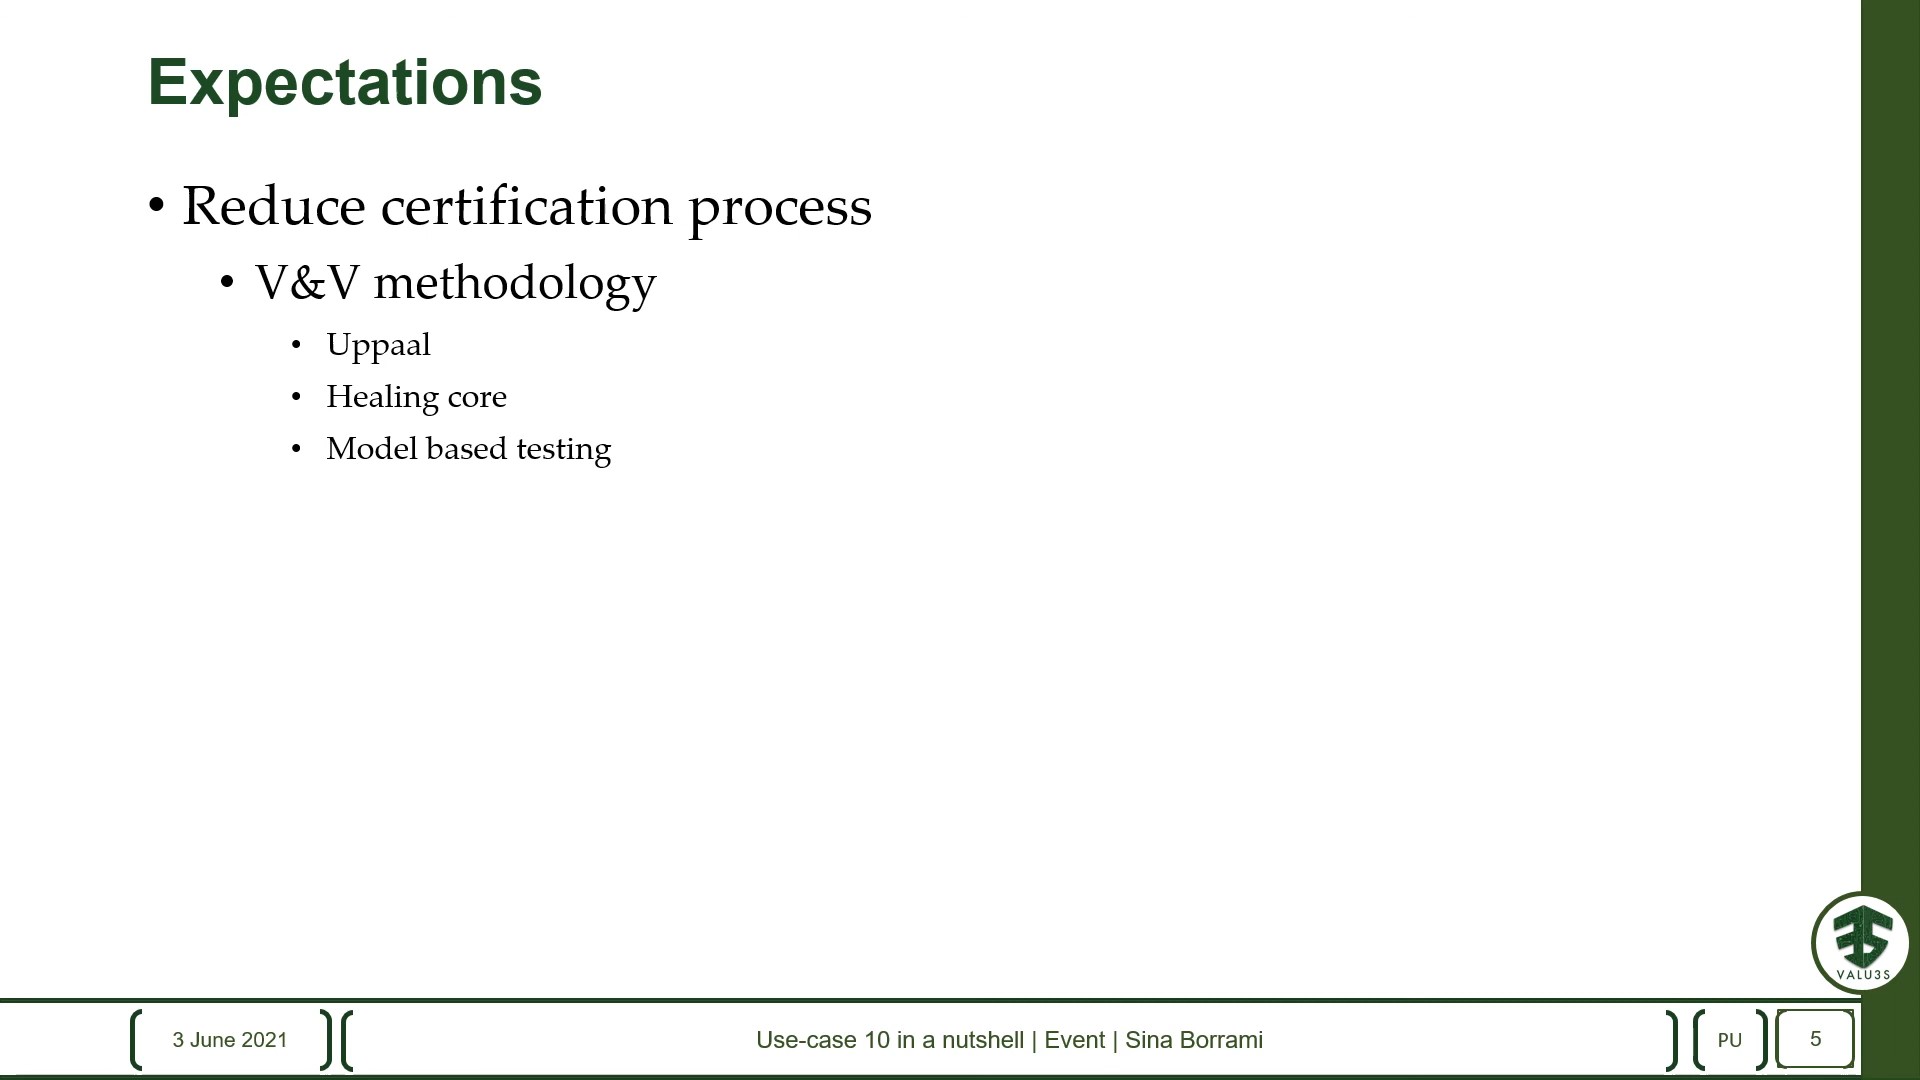 Expectations
• Reduce certification process
• V&V methodology
• Uppaal
• Healing core
• Model based testing
VALU3S
3 June 2021
Use-case 10 in a nutshell | Event | Sina Borrami
PU
5